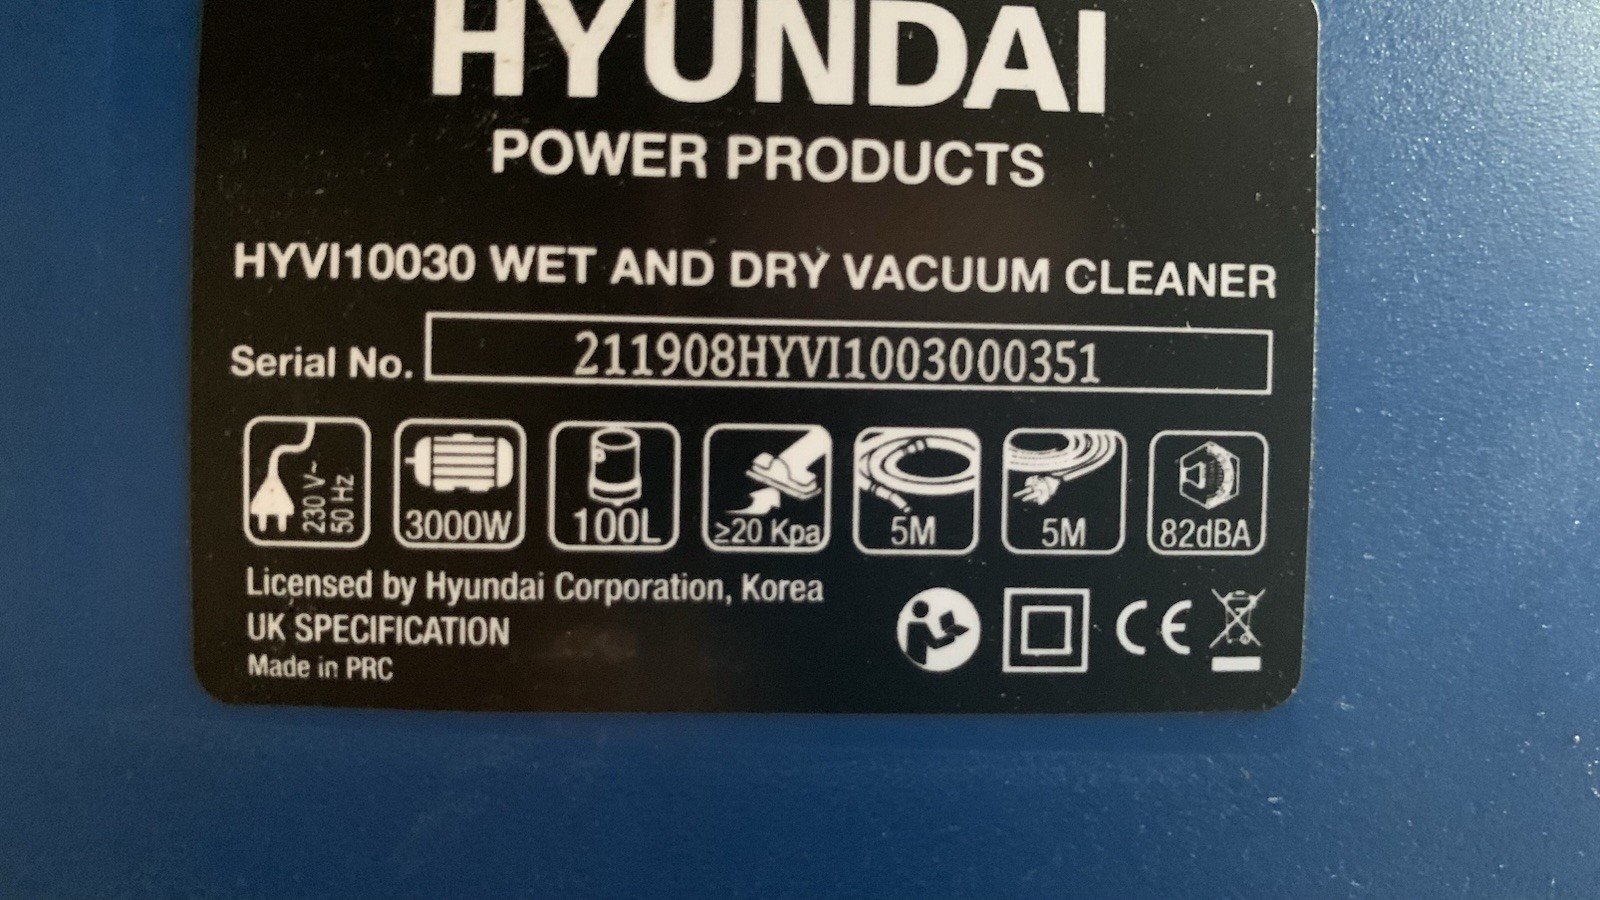 HYUNDAI
POWER PRODUCTS
HYVI10030 WET AND DRY VACUUM CLEANER
Serial No. 211908HYVI1003000351
230 V~
50 Hz
3000W 100L ≥20 Kpa 5M 5M 82dBA
Licensed by Hyundai Corporation, Korea
UK SPECIFICATION
Made in PRC
CE